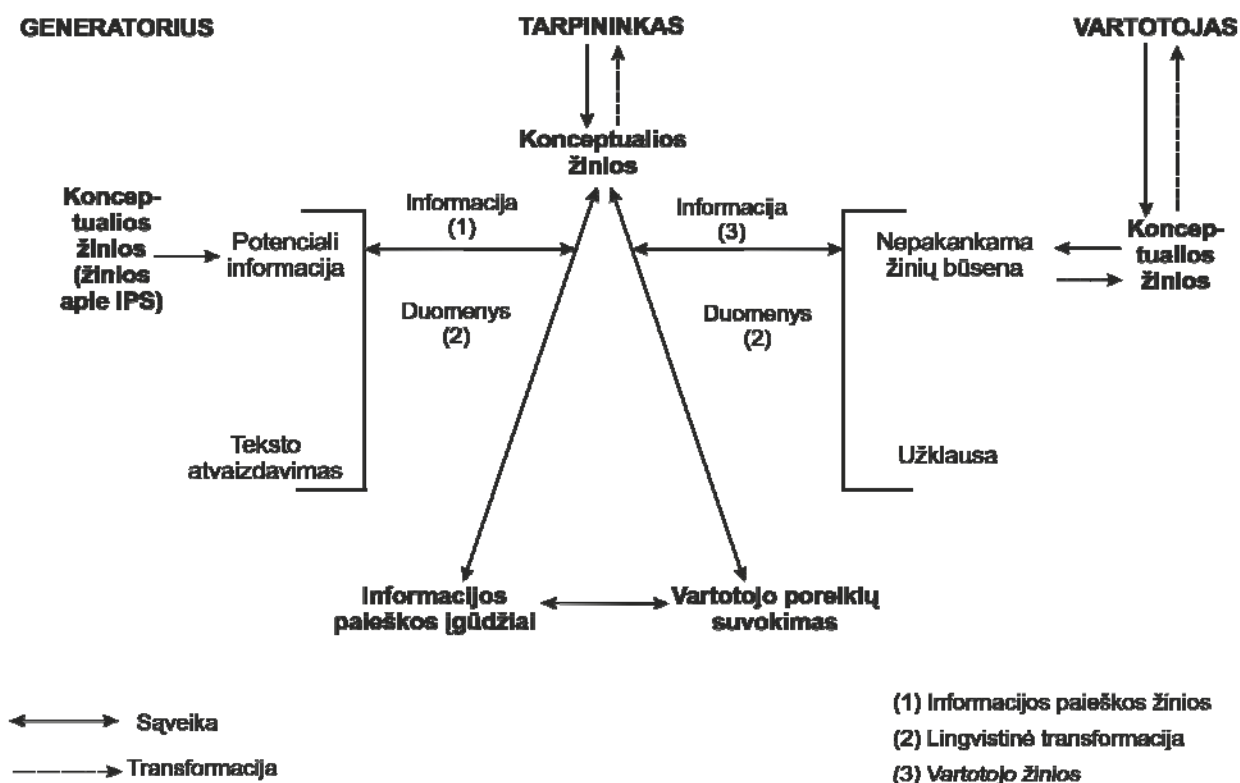 GENERATORIUS
TARPININKAS
VARTOTOJAS
Konceptualios
žinios
Koncep-
tualios
žinios
(žinios
apie IPS)
Potenciali
informacija
Informacija
(1)
Informacija
(3)
Nepakankama
žinių būsena
Koncep-
tualios
žinios
Duomenys
(2)
Duomenys
(2)
Teksto
atvaizdavimas
Užklausa
Informacijos
paieškos įgūdžiai
Vartotojo poreikių
suvokimas
Sąveika
Transformacija
(1) Informacijos paieškos žinios
(2) Lingvistinė transformacija
(3) Vartotojo žinios